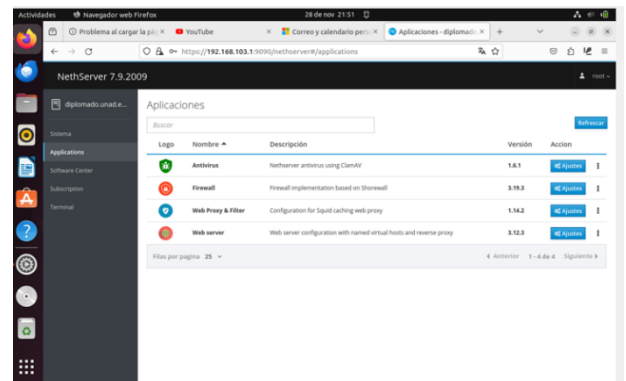 Actividades Navegador web Firefox 28 de nov 21:51
Problema al cargar la pág × YouTube × Correo y calendario pers × Aplicaciones - diplomado × +
https://192.168.103.1:9090/nethserver#/applications
NethServer 7.9.2009 root
diplomado.unad.e... Aplicaciones
Buscar Refrescar
Sistema
Logo Nombre Descripción Versión Accion
Applications
Antivirus Nethserver antivirus using ClamAV 1.6.1 Ajustes
Software Center
Firewall Firewall implementation based on Shorewall 3.19.3 Ajustes
Subscription
Terminal
Web Proxy & Filter Configuration for Squid caching web proxy 1.14.2 Ajustes
Web server Web server configuration with named virtual hosts and reverse proxy 3.12.3 Ajustes
Filas por pagina 25 Anterior 1 - 4 de 4 Siguiente